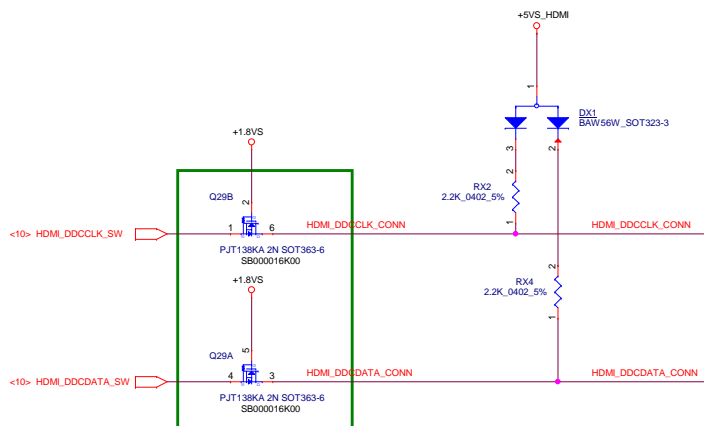 +5VS_HDMI
1
DX1
BAW56W_SOT323-3
3
2
+1.8VS
2
RX2
2.2K_0402_5%
Q29B
2
1
<10> HDMI_DDCCLK_SW
1
6
HDMI_DDCCLK_CONN
HDMI_DDCCLK_CONN
PJT138KA 2N SOT363-6
SB000016K00
+1.8VS
2
RX4
2.2K_0402_5%
1
Q29A
5
<10> HDMI_DDCDATA_SW
4
3
HDMI_DDCDATA_CONN
HDMI_DDCDATA_CONN
PJT138KA 2N SOT363-6
SB000016K00